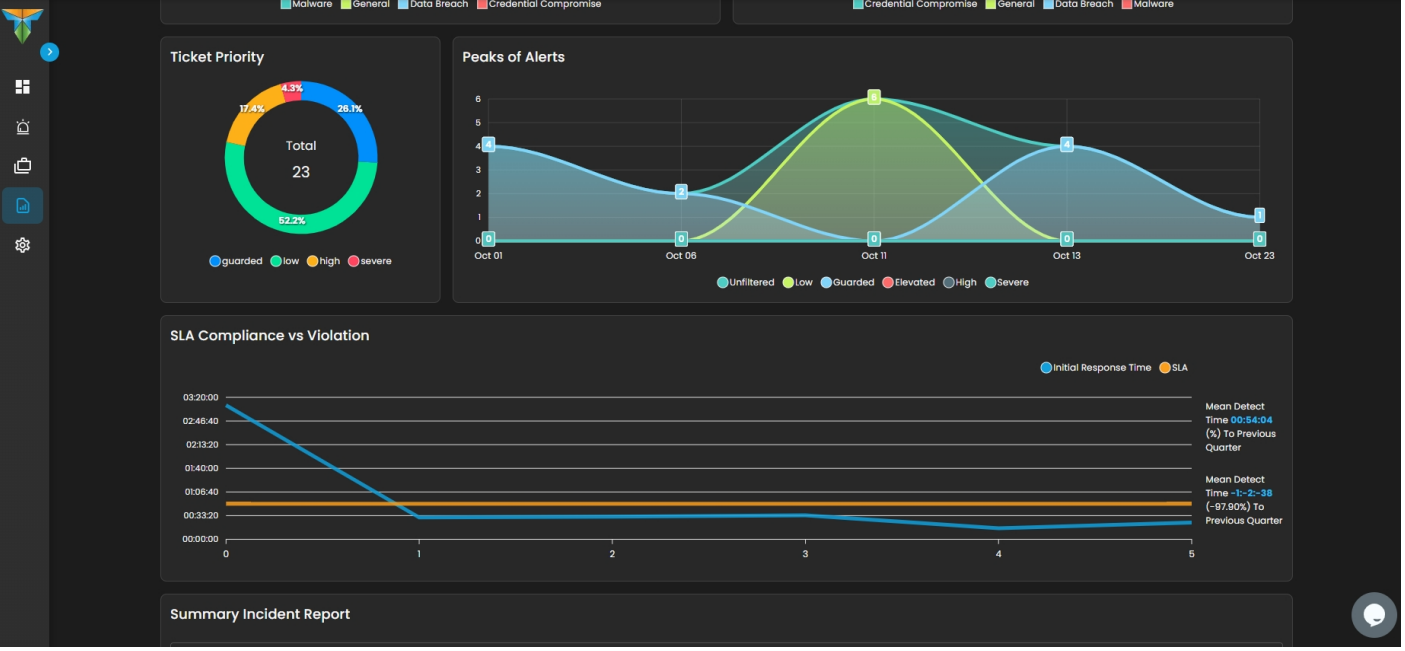 Malware General Data Breach Credential Compromise
Credential Compromise General Data Breach Malware
Ticket Priority
4.3%
17.4% 26.1%
Total
23
52.2%
guarded low high severe
Peaks of Alerts
6
5
4
3
2
1
0
4 2 6 4 1
0 0 0 0 0
Oct 01 Oct 06 Oct 11 Oct 13 Oct 23
Unfiltered Low Guarded Elevated High Severe
SLA Compliance vs Violation
Initial Response Time SLA
03:20:00
02:46:40
02:13:20
01:40:00
01:06:40
00:33:20
00:00:00
0 1 2 3 4 5
Mean Detect
Time 00:54:04
(%) To Previous
Quarter
Mean Detect
Time -1:-2:-38
(-97.90%) To
Previous Quarter
Summary Incident Report